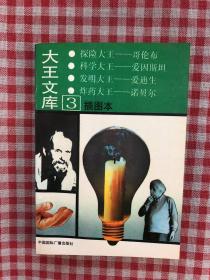 大王文库
3
插图本
●探险大王——哥伦布
●科学大王——爱因斯坦
●发明大王——爱迪生
●炸药大王——诺贝尔
中国国际广播出版社